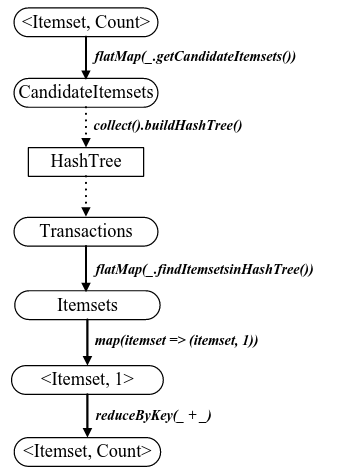 <Itemset, Count>
flatMap(_.getCandidateItemsets())
CandidateItemsets
collect().buildHashTree()
HashTree
Transactions
flatMap(_.findItemsetsinHashTree())
Itemsets
map(itemset => (itemset, 1))
<Itemset, 1>
reduceByKey(_ + _)
<Itemset, Count>